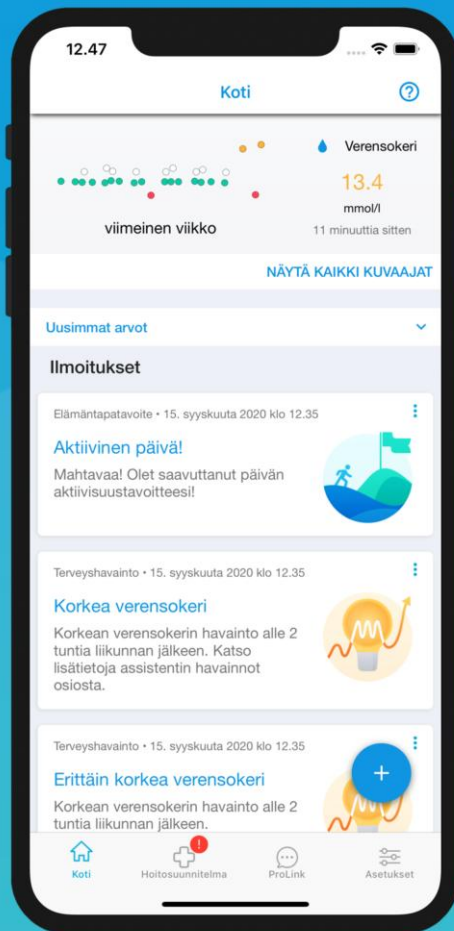 12.47
Koti
?
Verensokeri
13.4
mmol/l
viimeinen viikko
11 minuuttia sitten
NÄYTÄ KAIKKI KUVAAJAT
Uusimmat arvot
Ilmoitukset
Elämäntapatavoite • 15. syyskuuta 2020 klo 12.35
Aktiivinen päivä!
Mahtavaa! Olet saavuttanut päivän
aktiivisuustavoitteesi!
Terveyshavainto • 15. syyskuuta 2020 klo 12.35
Korkea verensokeri
Korkean verensokerin havainto alle 2
tuntia liikunnan jälkeen. Katso
lisätietoja assistentin havainnot
osiosta.
Terveyshavainto • 15. syyskuuta 2020 klo 12.35
Erittäin korkea verensokeri
Korkean verensokerin havainto alle 2
tuntia liikunnan jälkeen.
+
!
Koti
Hoitosuunnitelma
ProLink
Asetukset